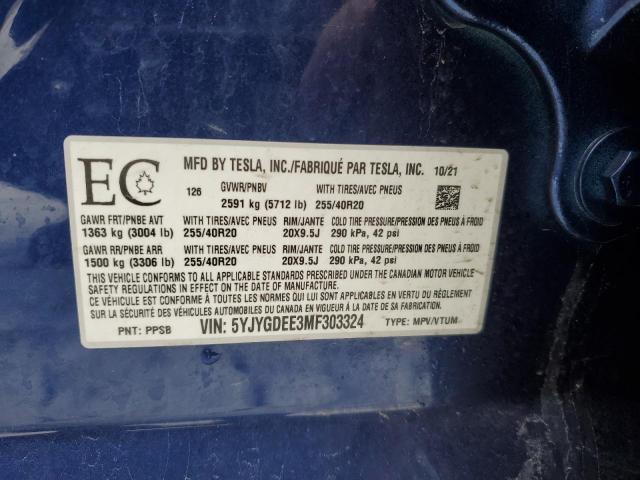 EC
MFD BY TESLA, INC./FABRIQUÉ PAR TESLA, INC. 10/21
126 GVWR/PNBV WITH TIRES/AVEC PNEUS
2591 kg (5712 lb) 255/40R20
GAWR FRT/PNBE AVT WITH TIRES/AVEC PNEUS RIM/JANTE COLD TIRE PRESSURE/PRESSION DES PNEUS À FROID
1363 kg (3004 lb) 255/40R20 20X9.5J 290 kPa, 42 psi
GAWR RR/PNBE ARR WITH TIRES/AVEC PNEUS RIM/JANTE COLD TIRE PRESSURE/PRESSION DES PNEUS À FROID
1500 kg (3306 lb) 255/40R20 20X9.5J 290 kPa, 42 psi
THIS VEHICLE CONFORMS TO ALL APPLICABLE STANDARDS PRESCRIBED UNDER THE CANADIAN MOTOR VEHICLE
SAFETY REGULATIONS IN EFFECT ON THE DATE OF MANUFACTURE.
CE VÉHICULE EST CONFORME À TOUTES LES NORMES QUI LUI SONT APPLICABLES EN VERTU DU RÈGLEMENT
SUR LA SÉCURITÉ DES VÉHICULES AUTOMOBILES DU CANADA EN VIGUEUR À LA DATE DE SA FABRICATION.
PNT: PPSB VIN: 5YJYGDEE3MF303324 TYPE: MPV/VTUM